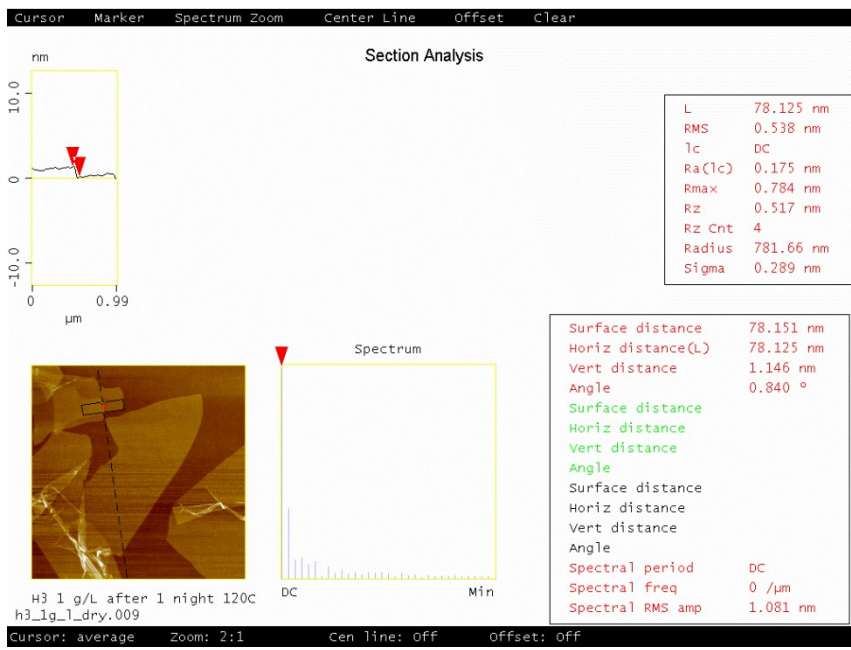 Cursor Marker Spectrum Zoom Center Line Offset Clear
Section Analysis
nm
10.0
0
-10.0
0 0.99
µm
L 78.125 nm
RMS 0.538 nm
lc DC
Ra(lc) 0.175 nm
Rmax 0.784 nm
Rz 0.517 nm
Rz Cnt 4
Radius 781.66 nm
Sigma 0.289 nm
Spectrum
DC Min
Surface distance 78.151 nm
Horiz distance(L) 78.125 nm
Vert distance 1.146 nm
Angle 0.840 °
Surface distance
Horiz distance
Vert distance
Angle
Surface distance
Horiz distance
Vert distance
Angle
Spectral period DC
Spectral freq 0 /µm
Spectral RMS amp 1.081 nm
H3 1 g/L after 1 night 120C
h3_1g_l_dry.009
Cursor: average Zoom: 2:1 Cen line: Off Offset: Off